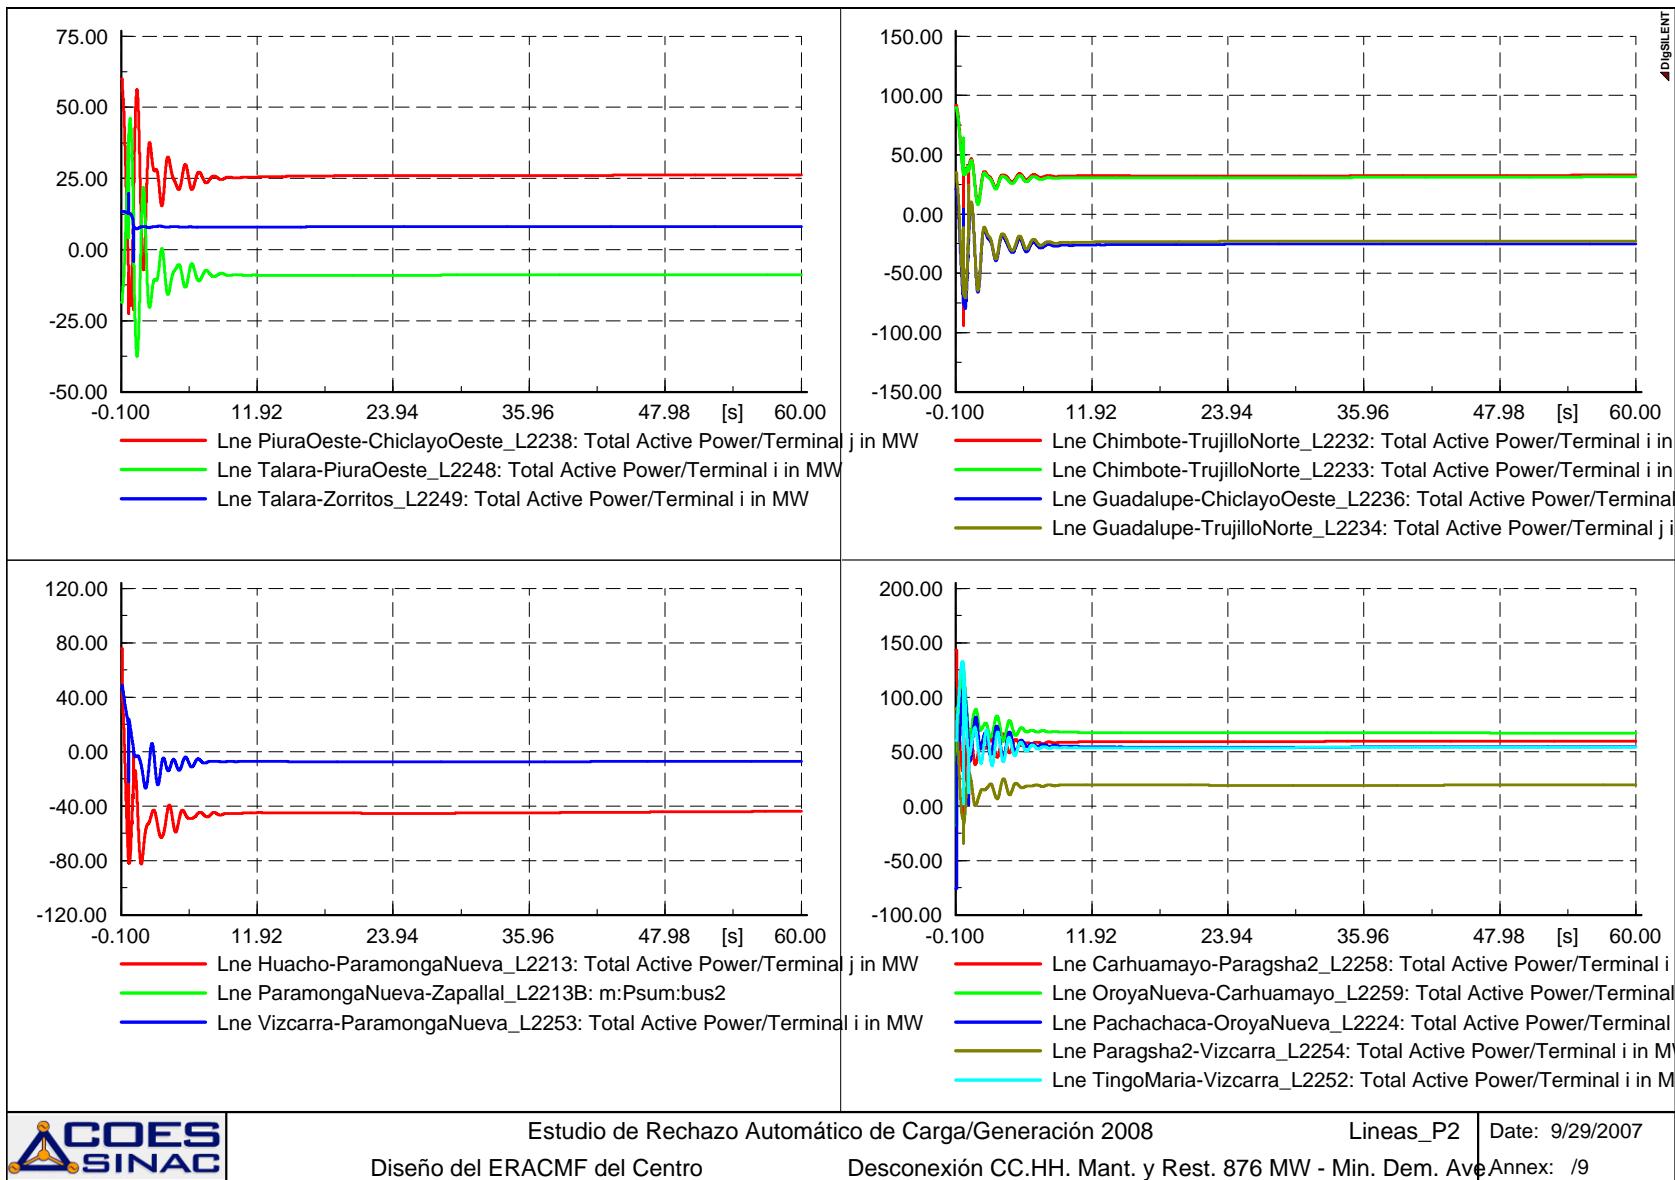 DIgSILENT
75.00
50.00
25.00
0.00
-25.00
-50.00
-0.100 11.92 23.94 35.96 47.98 [s] 60.00
Lne PiuraOeste-ChiclayoOeste_L2238: Total Active Power/Terminal j in MW
Lne Talara-PiuraOeste_L2248: Total Active Power/Terminal i in MW
Lne Talara-Zorritos_L2249: Total Active Power/Terminal i in MW
150.00
100.00
50.00
0.00
-50.00
-100.00
-150.00
-0.100 11.92 23.94 35.96 47.98 [s] 60.00
Lne Chimbote-TrujilloNorte_L2232: Total Active Power/Terminal i in
Lne Chimbote-TrujilloNorte_L2233: Total Active Power/Terminal i in
Lne Guadalupe-ChiclayoOeste_L2236: Total Active Power/Terminal
Lne Guadalupe-TrujilloNorte_L2234: Total Active Power/Terminal j i
120.00
80.00
40.00
0.00
-40.00
-80.00
-120.00
-0.100 11.92 23.94 35.96 47.98 [s] 60.00
Lne Huacho-ParamongaNueva_L2213: Total Active Power/Terminal j in MW
Lne ParamongaNueva-Zapallal_L2213B: m:Psum:bus2
Lne Vizcarra-ParamongaNueva_L2253: Total Active Power/Terminal i in MW
200.00
150.00
100.00
50.00
0.00
-50.00
-100.00
-0.100 11.92 23.94 35.96 47.98 [s] 60.00
Lne Carhuamayo-Paragsha2_L2258: Total Active Power/Terminal i
Lne OroyaNueva-Carhuamayo_L2259: Total Active Power/Terminal
Lne Pachachaca-OroyaNueva_L2224: Total Active Power/Terminal
Lne Paragsha2-Vizcarra_L2254: Total Active Power/Terminal i in M
Lne TingoMaria-Vizcarra_L2252: Total Active Power/Terminal i in M
COES
SINAC
Estudio de Rechazo Automático de Carga/Generación 2008 Lineas_P2
Diseño del ERACMF del Centro Desconexión CC.HH. Mant. y Rest. 876 MW - Min. Dem. Ave
Date: 9/29/2007
Annex: /9